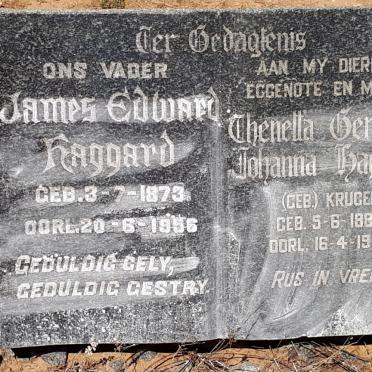 Ter Gedagtenis
ONS VADER
James Edward
Haggard
GEB. 3-7-1873
OORL. 20-6-1956
GEDULDIG GELY,
GEDULDIG GESTRY.
AAN MY DIER
EGGENOTE EN M
Thenella Ger
Johanna Ha
(GEB) KRUGE
GEB. 5-6-18
OORL. 16-4-19
RUS IN VRE